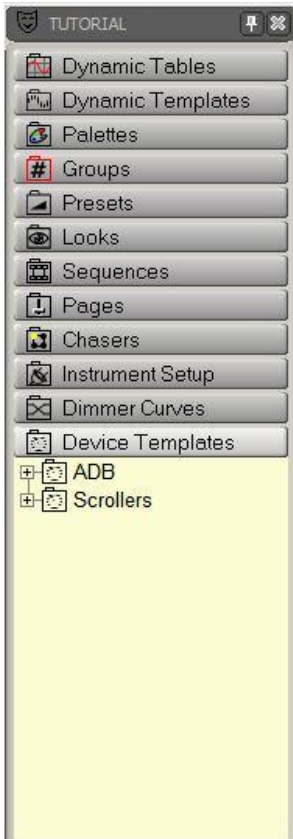 TUTORIAL
Dynamic Tables
Dynamic Templates
Palettes
# Groups
Presets
Looks
Sequences
Pages
Chasers
Instrument Setup
Dimmer Curves
Device Templates
ADB
Scrollers